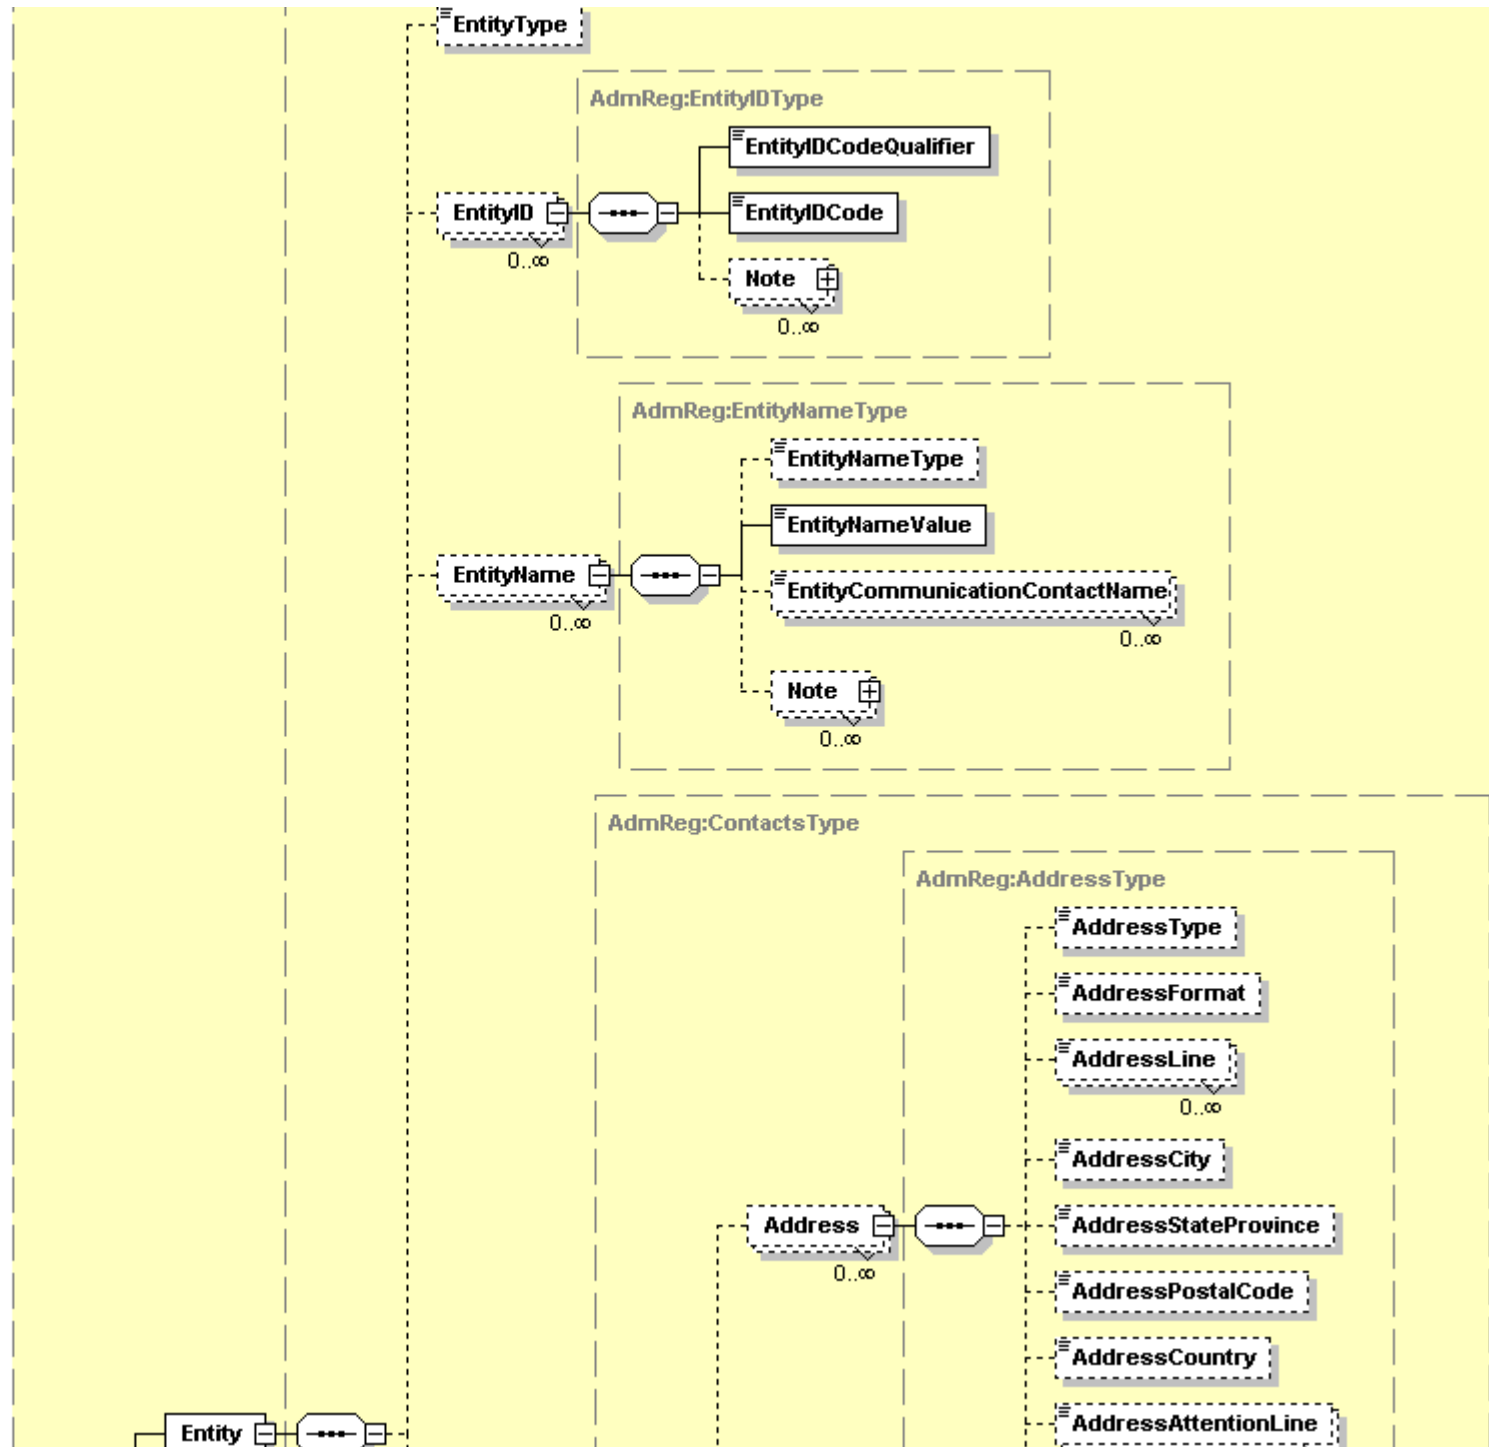 EntityType
AdmReg:EntityIDType
EntityIDCodeQualifier
EntityID
EntityIDCode
0..∞
Note
0..∞
AdmReg:EntityNameType
EntityNameType
EntityNameValue
EntityName
EntityCommunicationContactName
0..∞
0..∞
Note
0..∞
AdmReg:ContactsType
AdmReg:AddressType
AddressType
AddressFormat
AddressLine
0..∞
AddressCity
Address
AddressStateProvince
0..∞
AddressPostalCode
AddressCountry
AddressAttentionLine
Entity